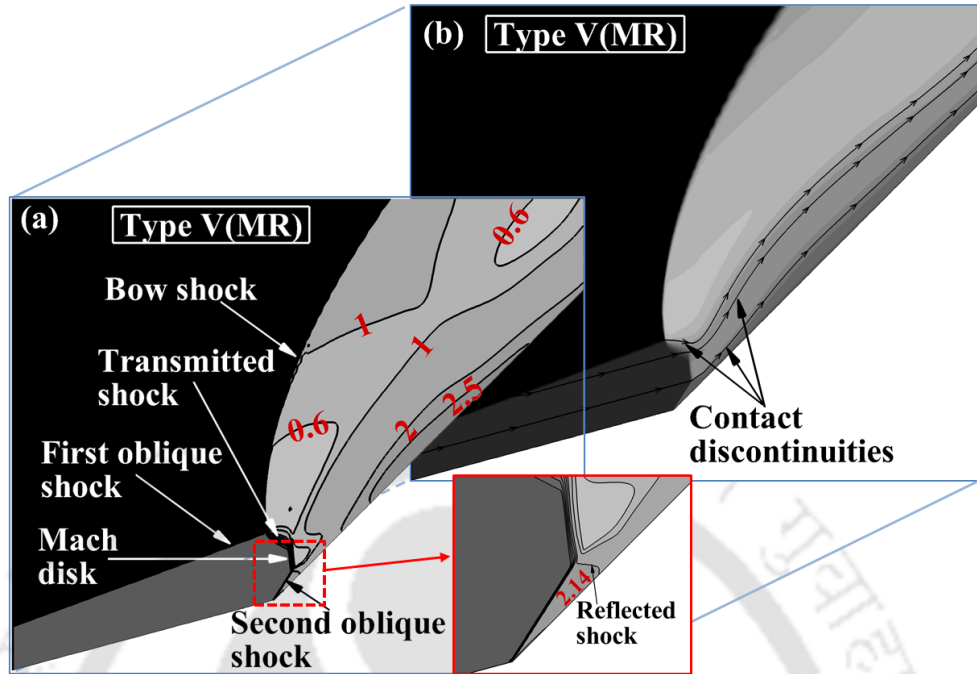 (b) Type V(MR)
(a)
Type V(MR)
0.6
Bow shock
1
1
Transmitted
shock
2.5
2
0.6
First oblique
shock
Contact
discontinuities
Mach
disk
2.14
Reflected
shock
Second oblique
shock